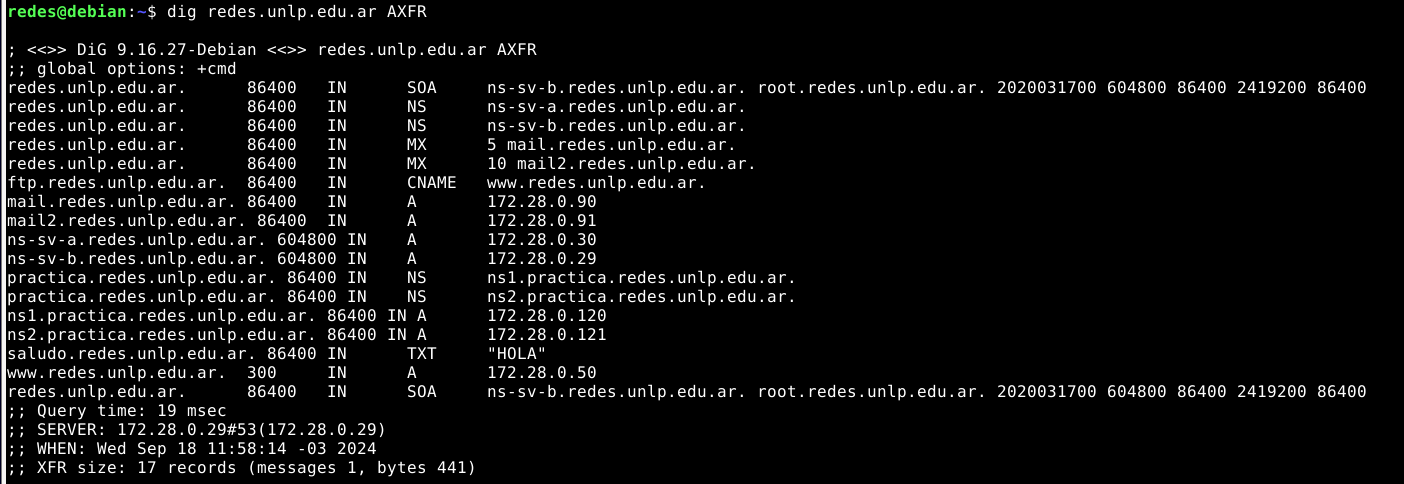 redes@debian:~$ dig redes.unlp.edu.ar AXFR
; <<>> DiG 9.16.27-Debian <<>> redes.unlp.edu.ar AXFR
;; global options: +cmd
redes.unlp.edu.ar. 86400 IN SOA ns-sv-b.redes.unlp.edu.ar. root.redes.unlp.edu.ar. 2020031700 604800 86400 2419200 86400
redes.unlp.edu.ar. 86400 IN NS ns-sv-a.redes.unlp.edu.ar.
redes.unlp.edu.ar. 86400 IN NS ns-sv-b.redes.unlp.edu.ar.
redes.unlp.edu.ar. 86400 IN MX 5 mail.redes.unlp.edu.ar.
redes.unlp.edu.ar. 86400 IN MX 10 mail2.redes.unlp.edu.ar.
ftp.redes.unlp.edu.ar. 86400 IN CNAME www.redes.unlp.edu.ar.
mail.redes.unlp.edu.ar. 86400 IN A 172.28.0.90
mail2.redes.unlp.edu.ar. 86400 IN A 172.28.0.91
ns-sv-a.redes.unlp.edu.ar. 604800 IN A 172.28.0.30
ns-sv-b.redes.unlp.edu.ar. 604800 IN A 172.28.0.29
practica.redes.unlp.edu.ar. 86400 IN NS ns1.practica.redes.unlp.edu.ar.
practica.redes.unlp.edu.ar. 86400 IN NS ns2.practica.redes.unlp.edu.ar.
ns1.practica.redes.unlp.edu.ar. 86400 IN A 172.28.0.120
ns2.practica.redes.unlp.edu.ar. 86400 IN A 172.28.0.121
saludo.redes.unlp.edu.ar. 86400 IN TXT "HOLA"
www.redes.unlp.edu.ar. 300 IN A 172.28.0.50
redes.unlp.edu.ar. 86400 IN SOA ns-sv-b.redes.unlp.edu.ar. root.redes.unlp.edu.ar. 2020031700 604800 86400 2419200 86400
;; Query time: 19 msec
;; SERVER: 172.28.0.29#53(172.28.0.29)
;; WHEN: Wed Sep 18 11:58:14 -03 2024
;; XFR size: 17 records (messages 1, bytes 441)